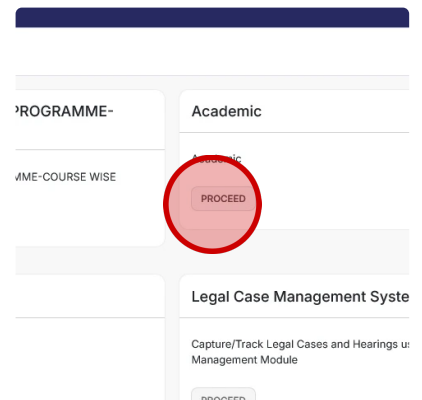 PROGRAMME-
Academic
Academic
MME-COURSE WISE
PROCEED
Legal Case Management Syste
Capture/Track Legal Cases and Hearings us
Management Module
PROCEED